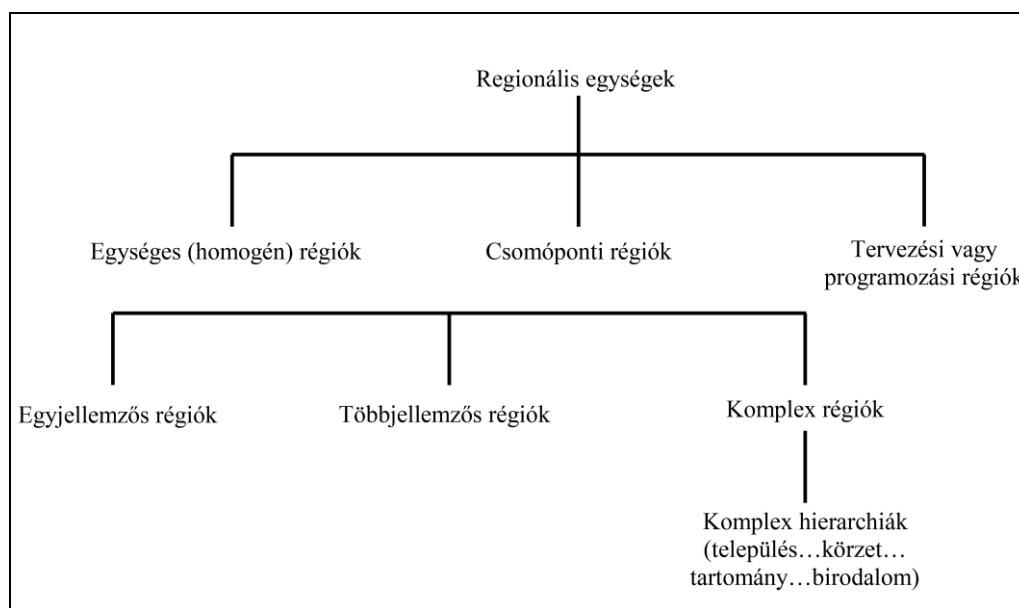 Regionális egységek
Egységes (homogén) régiók
Csomóponti régiók
Tervezési vagy
programozási régiók
Egyjellemzős régiók
Többjellemzős régiók
Komplex régiók
Komplex hierarchiák
(település…körzet…
tartomány…birodalom)